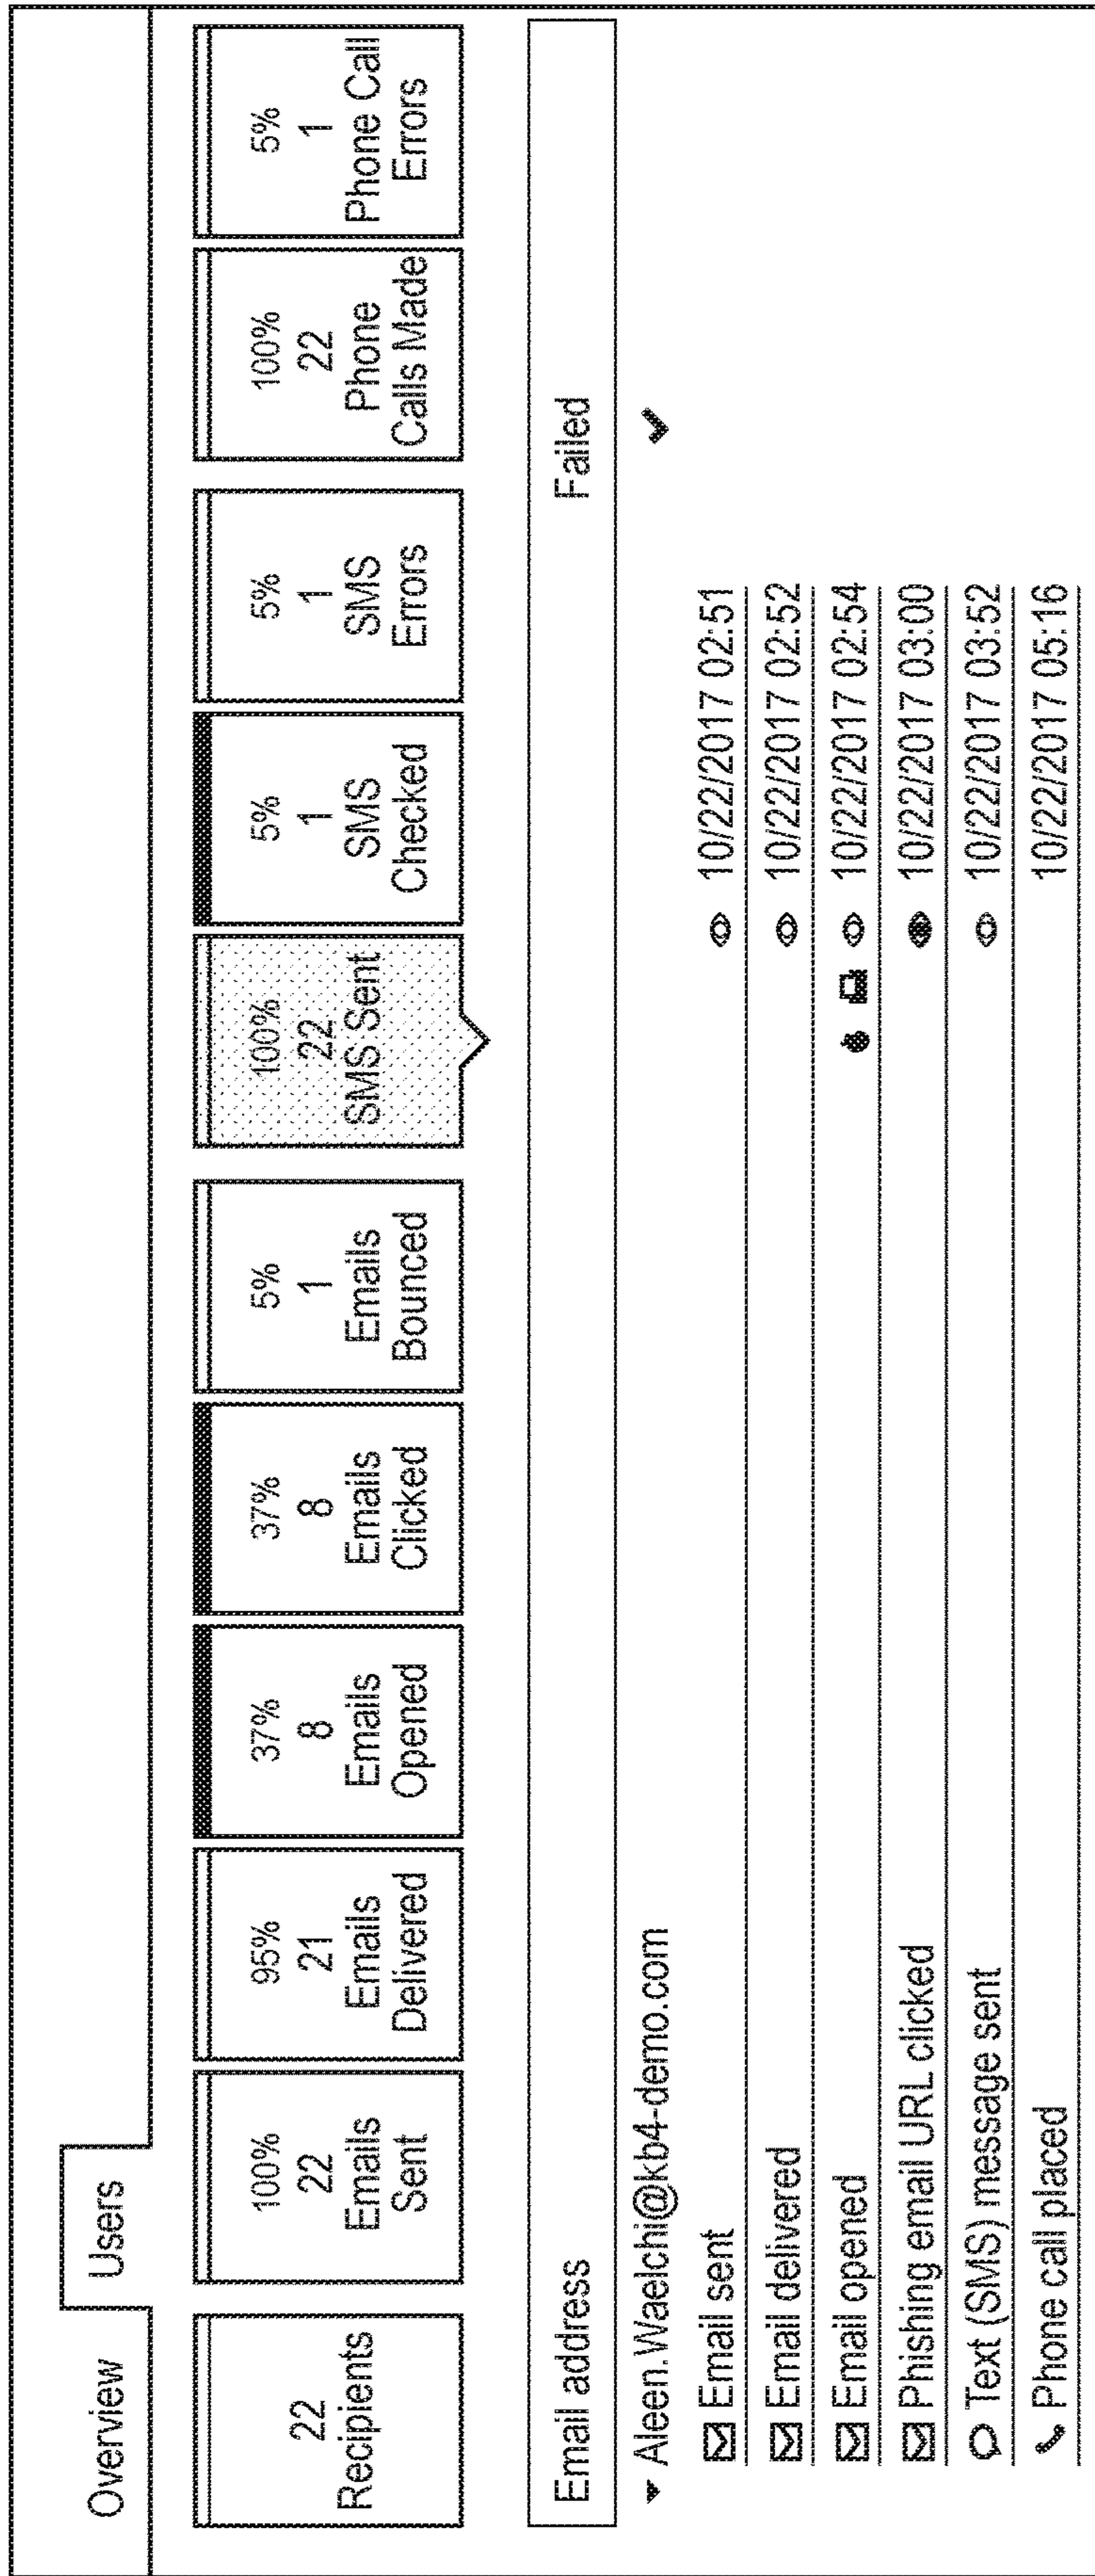 Overview
Users
22
Recipients
100%
22
Emails
Sent
95%
21
Emails
Delivered
37%
8
Emails
Opened
37%
8
Emails
Clicked
5%
1
Emails
Bounced
100%
22
SMS Sent
5%
1
SMS
Checked
5%
1
SMS
Errors
100%
22
Phone
Calls Made
5%
1
Phone Call
Errors
Email address
Failed
Aleen.Waelchi@kb4-demo.com
Email sent 10/22/2017 02:51
Email delivered 10/22/2017 02:52
Email opened 10/22/2017 02:54
Phishing email URL clicked 10/22/2017 03:00
Text (SMS) message sent 10/22/2017 03:52
Phone call placed 10/22/2017 05:16